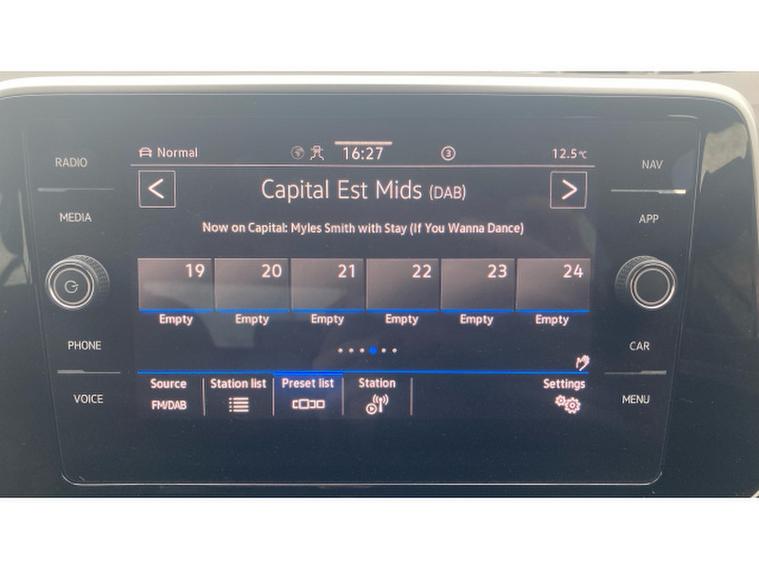 RADIO
MEDIA
PHONE
VOICE
Normal
16:27
3
12.5°C
Capital Est Mids (DAB)
Now on Capital: Myles Smith with Stay (If You Wanna Dance)
19 20 21 22 23 24
Empty Empty Empty Empty Empty Empty
Source Station list Preset list Station Settings
FM/DAB
NAV
APP
CAR
MENU